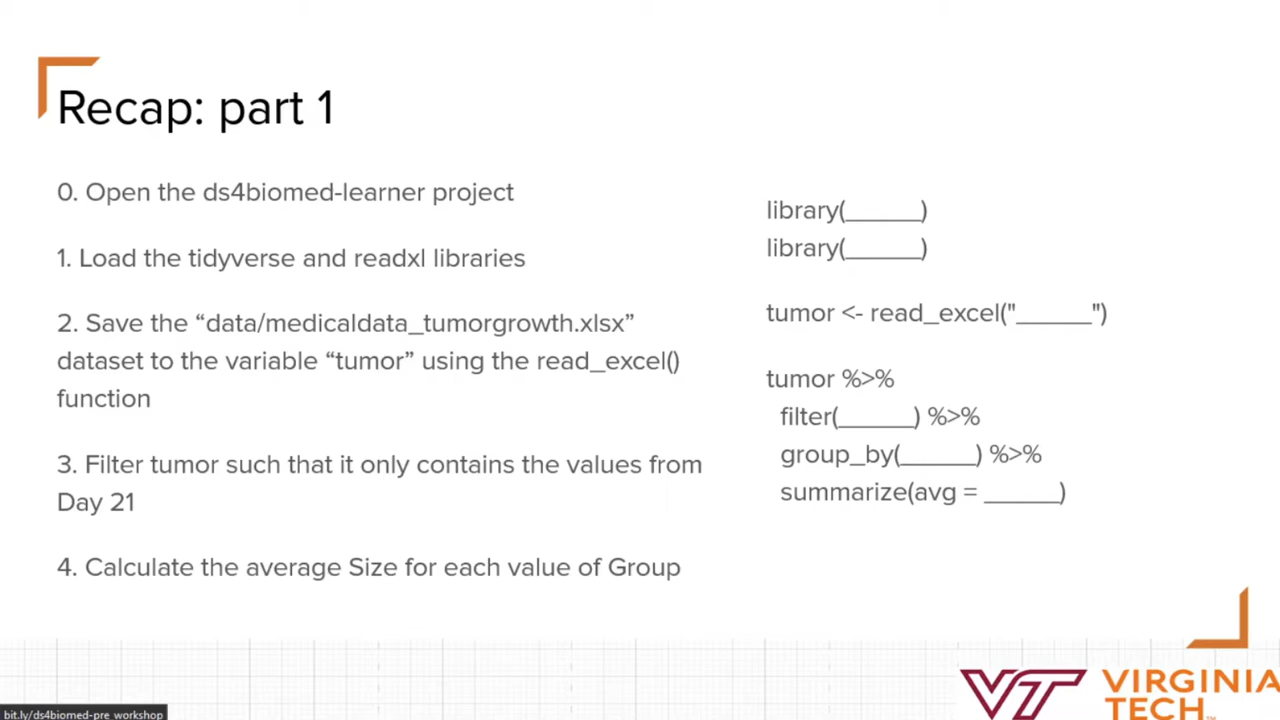 Recap: part 1
0. Open the ds4biomed-learner project
1. Load the tidyverse and readxl libraries
2. Save the “data/medicaldata_tumorgrowth.xlsx”
dataset to the variable “tumor” using the read_excel()
function
3. Filter tumor such that it only contains the values from
Day 21
4. Calculate the average Size for each value of Group
library(______)
library(______)
tumor <- read_excel("______")
tumor %>%
filter(______) %>%
group_by(______) %>%
summarize(avg = ______)
VT VIRGINIA
TECH™
bit.ly/ds4biomed-pre_workshop